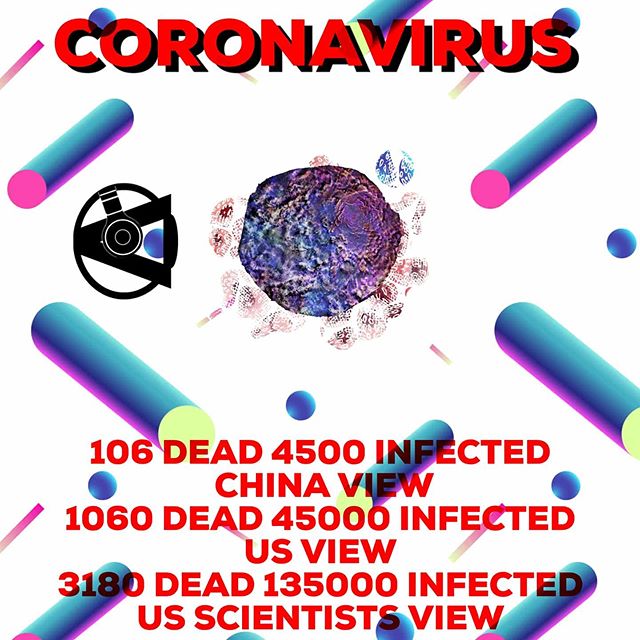 CORONAVIRUS
106 DEAD 4500 INFECTED
CHINA VIEW
1060 DEAD 45000 INFECTED
US VIEW
3180 DEAD 135000 INFECTED
US SCIENTISTS VIEW